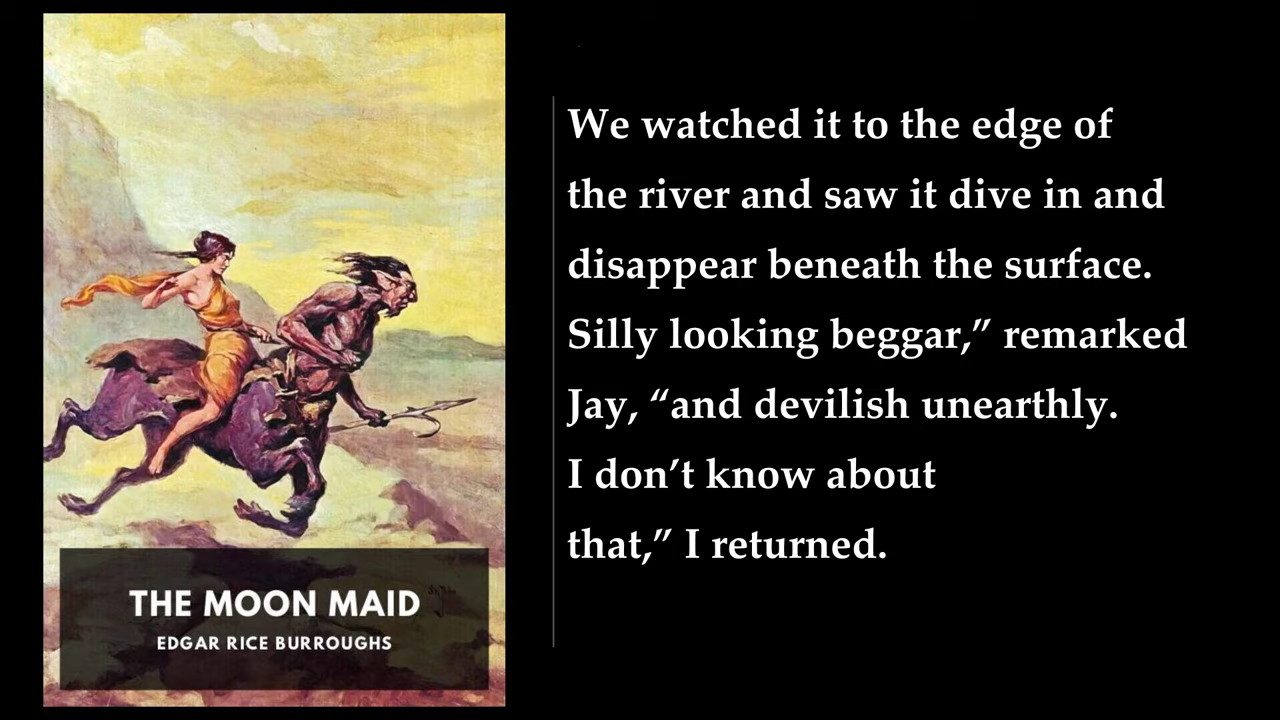 We watched it to the edge of
the river and saw it dive in and
disappear beneath the surface.
Silly looking beggar,” remarked
Jay, “and devilish unearthly.
I don’t know about
that,” I returned.
THE MOON MAID
EDGAR RICE BURROUGHS